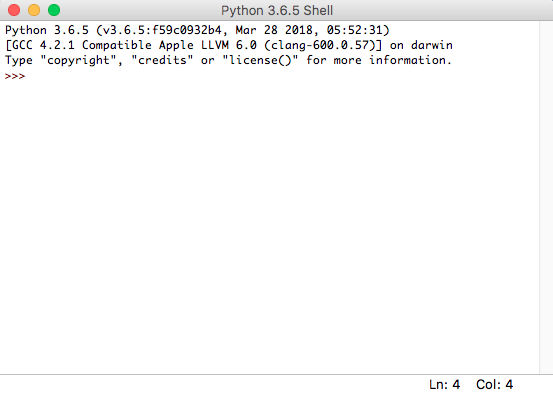 Python 3.6.5 Shell
Python 3.6.5 (v3.6.5:f59c0932b4, Mar 28 2018, 05:52:31)
[GCC 4.2.1 Compatible Apple LLVM 6.0 (clang-600.0.57)] on darwin
Type "copyright", "credits" or "license()" for more information.
>>>
Ln: 4 Col: 4